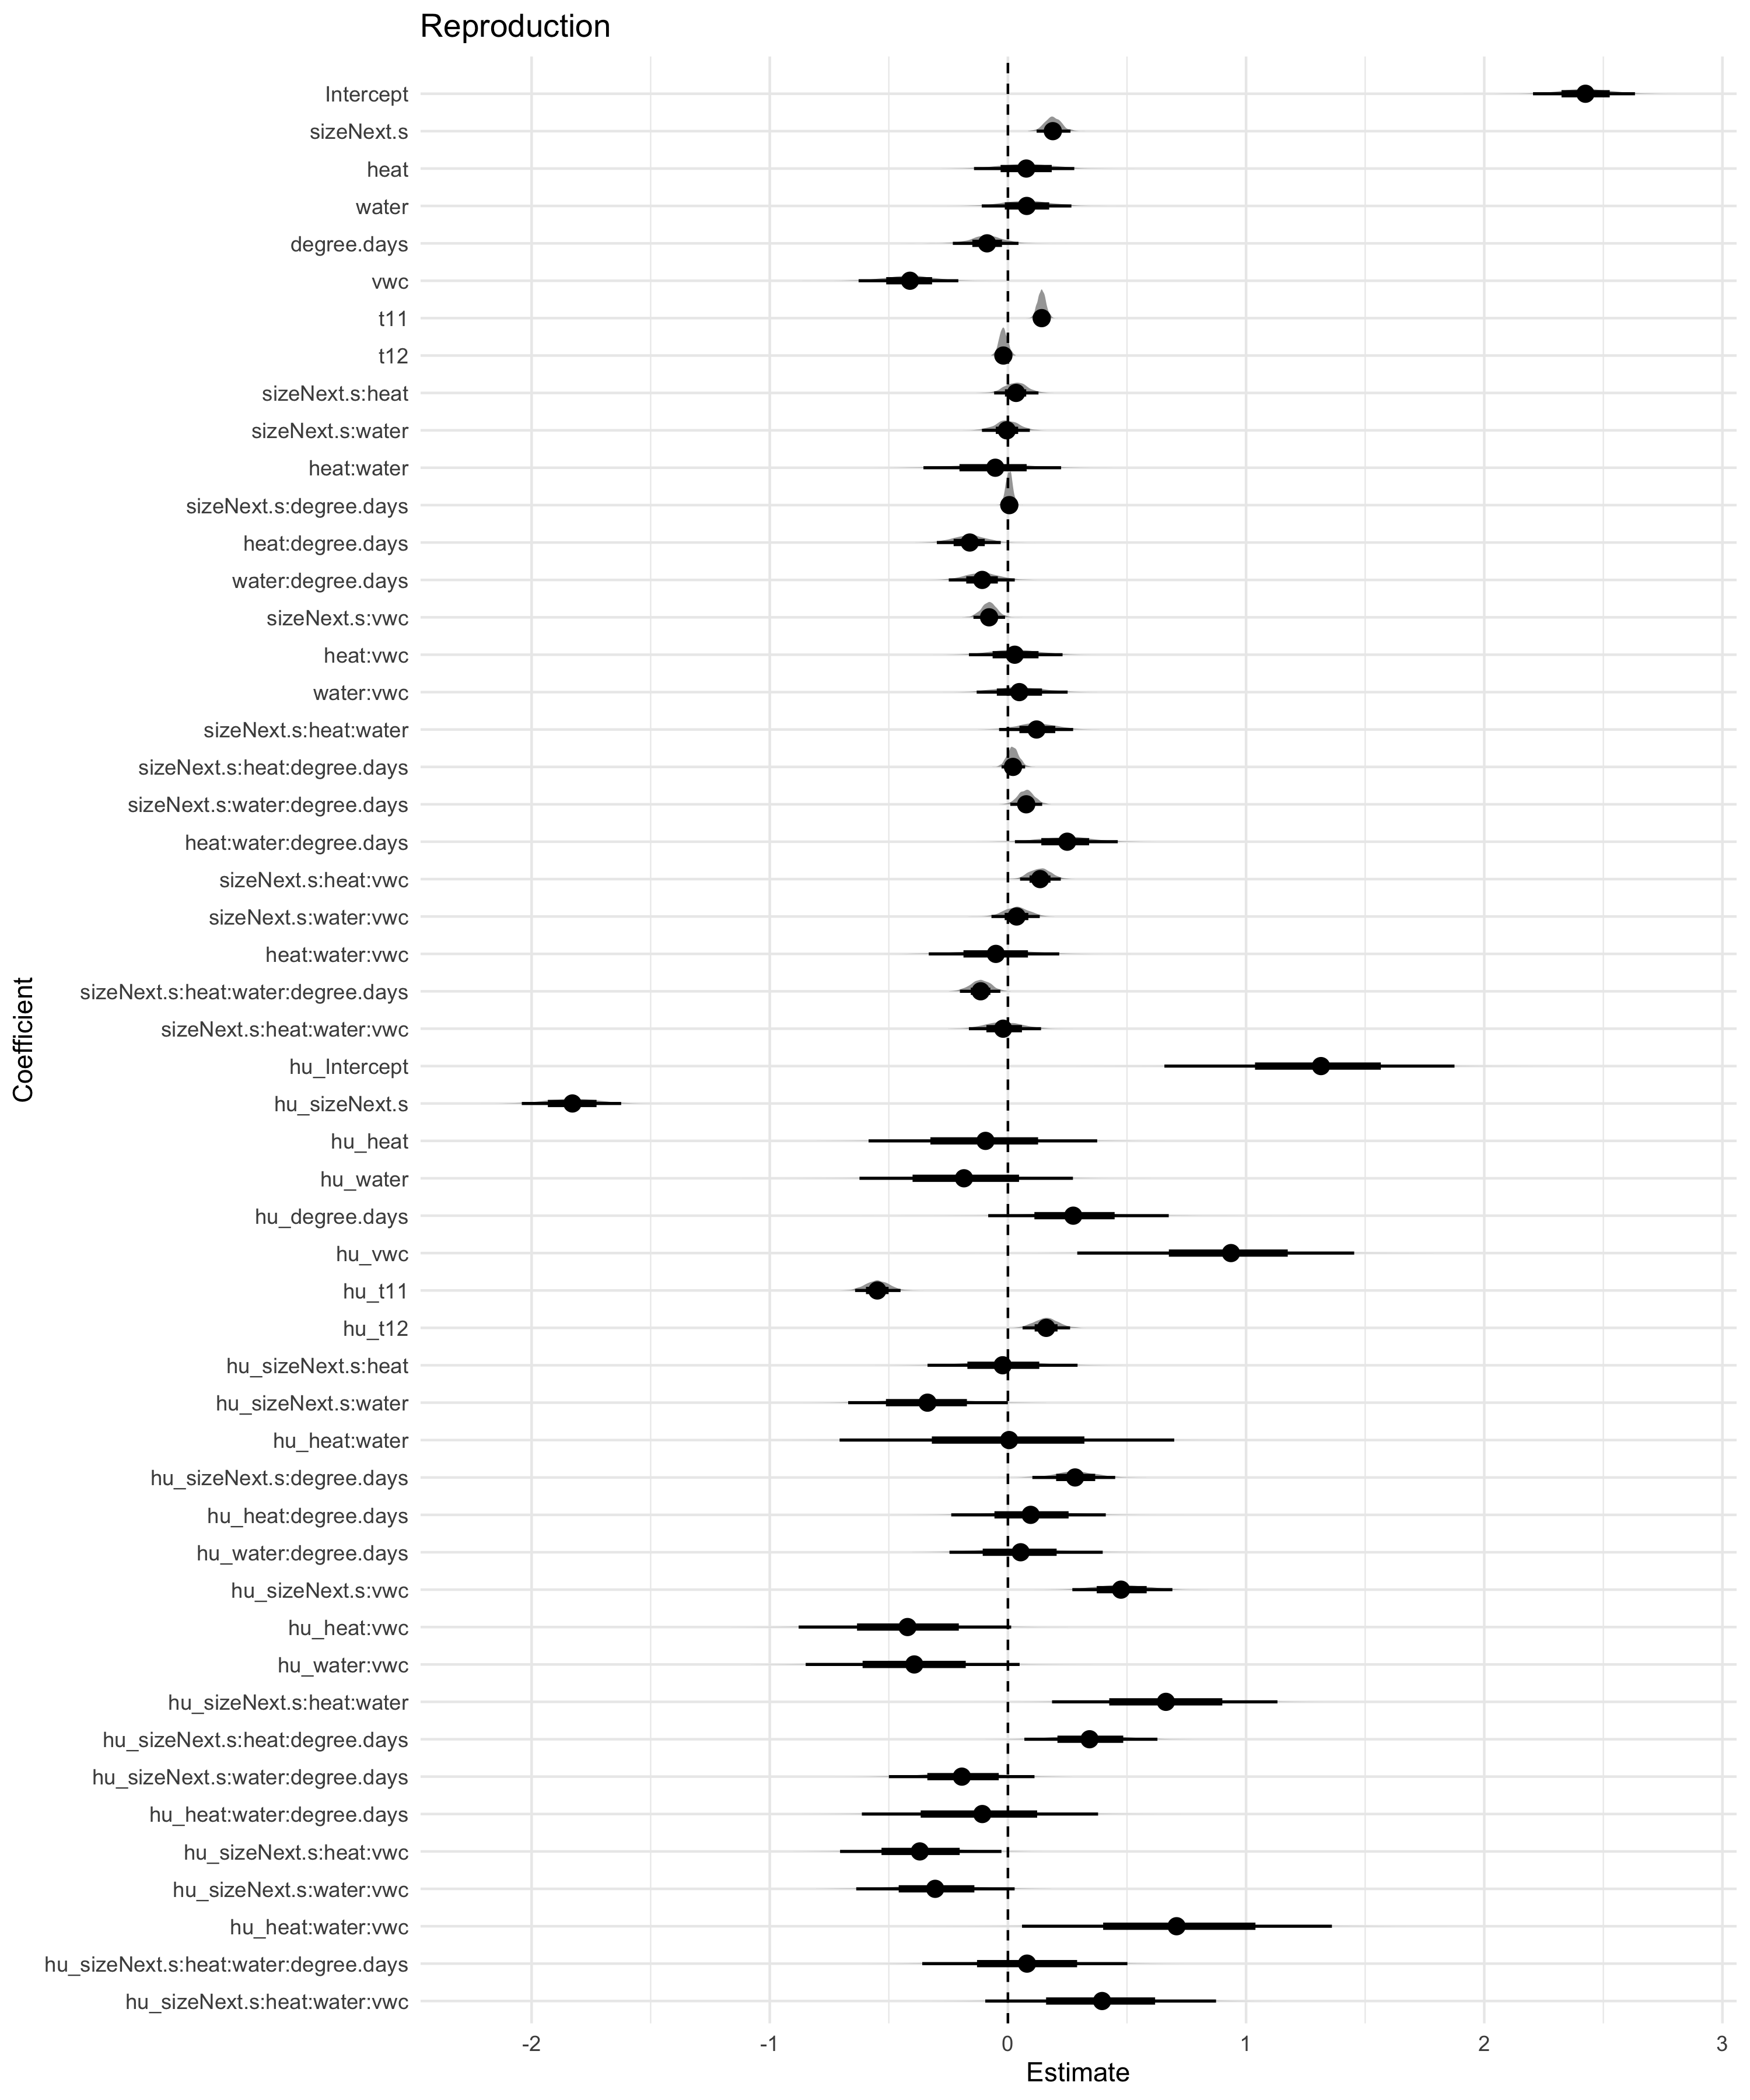 Reproduction
Intercept
sizeNext.s
heat
water
degree.days
vwc
t11
t12
sizeNext.s:heat
sizeNext.s:water
heat:water
sizeNext.s:degree.days
heat:degree.days
water:degree.days
sizeNext.s:vwc
heat:vwc
water:vwc
sizeNext.s:heat:water
sizeNext.s:heat:degree.days
sizeNext.s:water:degree.days
heat:water:degree.days
sizeNext.s:heat:vwc
sizeNext.s:water:vwc
heat:water:vwc
sizeNext.s:heat:water:degree.days
sizeNext.s:heat:water:vwc
hu_Intercept
hu_sizeNext.s
hu_heat
hu_water
hu_degree.days
hu_vwc
hu_t11
hu_t12
hu_sizeNext.s:heat
hu_sizeNext.s:water
hu_heat:water
hu_sizeNext.s:degree.days
hu_heat:degree.days
hu_water:degree.days
hu_sizeNext.s:vwc
hu_heat:vwc
hu_water:vwc
hu_sizeNext.s:heat:water
hu_sizeNext.s:heat:degree.days
hu_sizeNext.s:water:degree.days
hu_heat:water:degree.days
hu_sizeNext.s:heat:vwc
hu_sizeNext.s:water:vwc
hu_heat:water:vwc
hu_sizeNext.s:heat:water:degree.days
hu_sizeNext.s:heat:water:vwc
Coefficient
-2 -1 0 1 2 3
Estimate